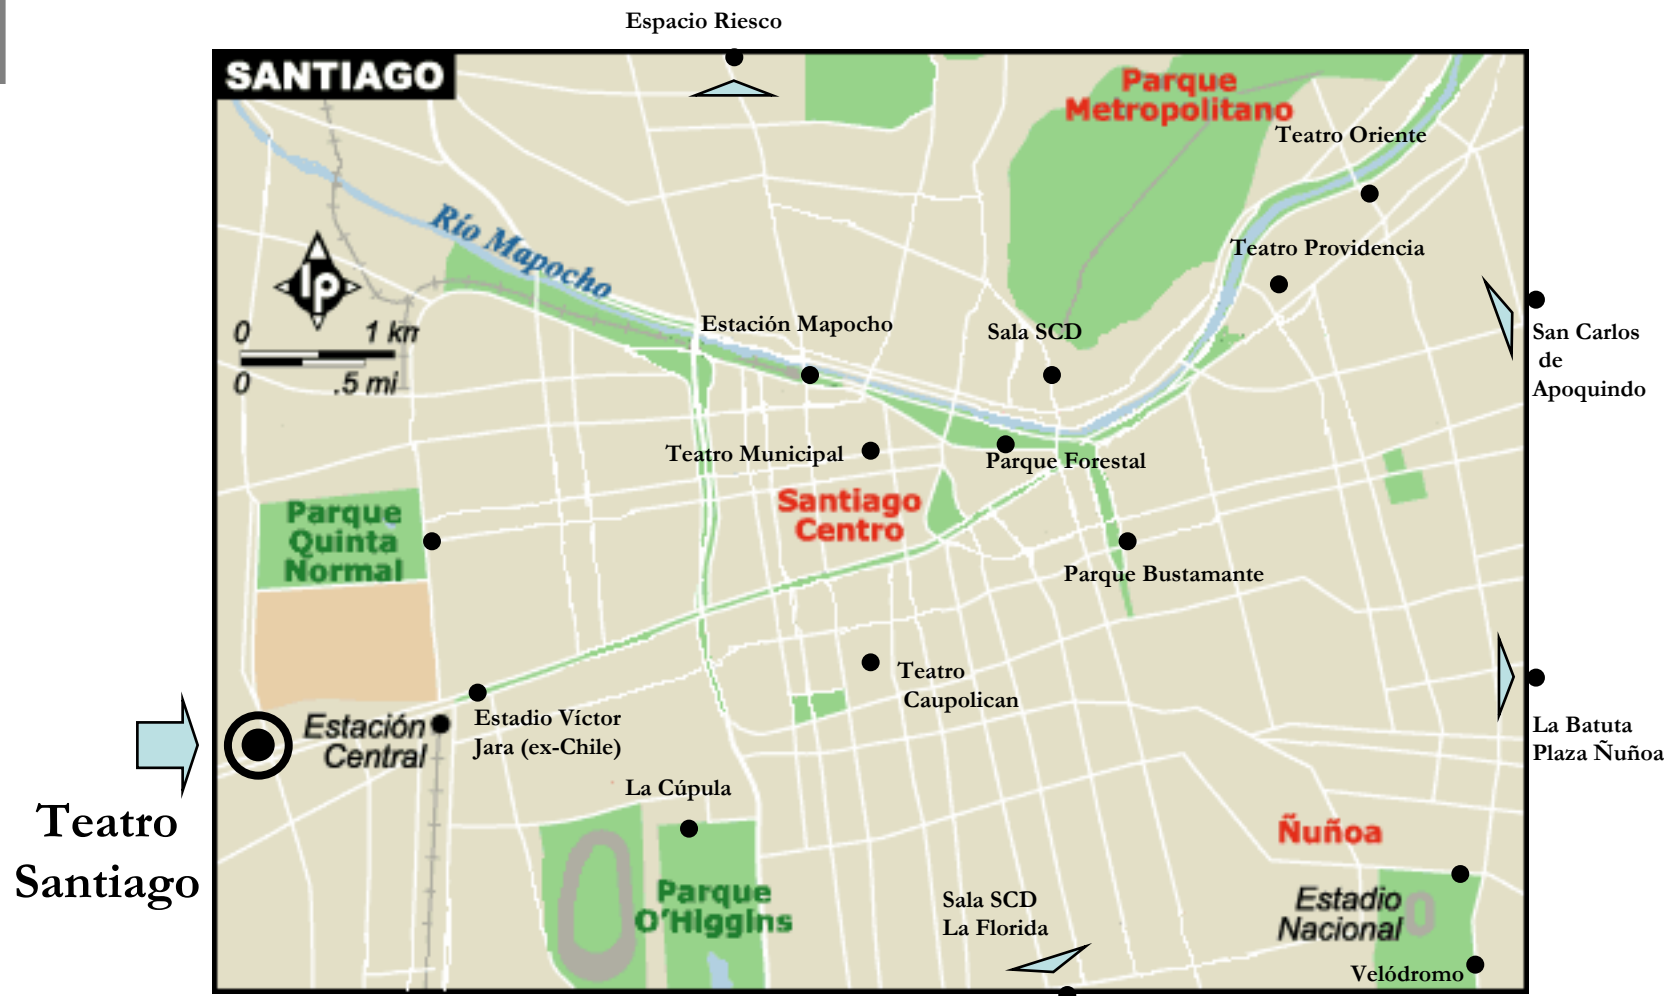 Espacio Riesco
SANTIAGO
Parque
Metropolitano
Teatro Oriente
Río Mapocho
Teatro Providencia
lp
0 1 km
0 .5 mi
Estación Mapocho
Sala SCD
San Carlos
de
Apoquindo
Teatro Municipal
Parque Forestal
Santiago
Centro
Parque
Quinta
Normal
Parque Bustamante
Teatro
Caupolican
Estadio Víctor
Jara (ex-Chile)
Estación
Central
La Batuta
Plaza Ñuñoa
La Cúpula
Teatro
Santiago
Ñuñoa
Parque
O'Higgins
Sala SCD
La Florida
Estadio
Nacional
Velódromo